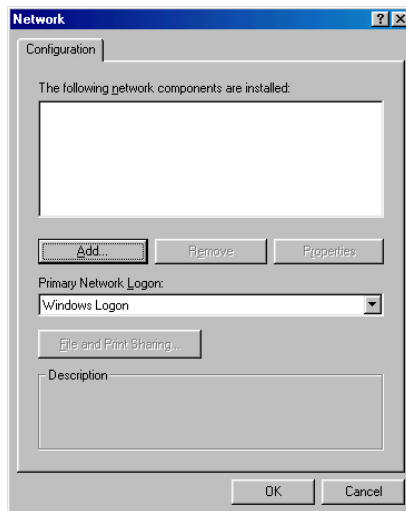 Network
Configuration
The following network components are installed:
Add...
Remove
Properties
Primary Network Logon:
Windows Logon
File and Print Sharing...
Description
OK
Cancel